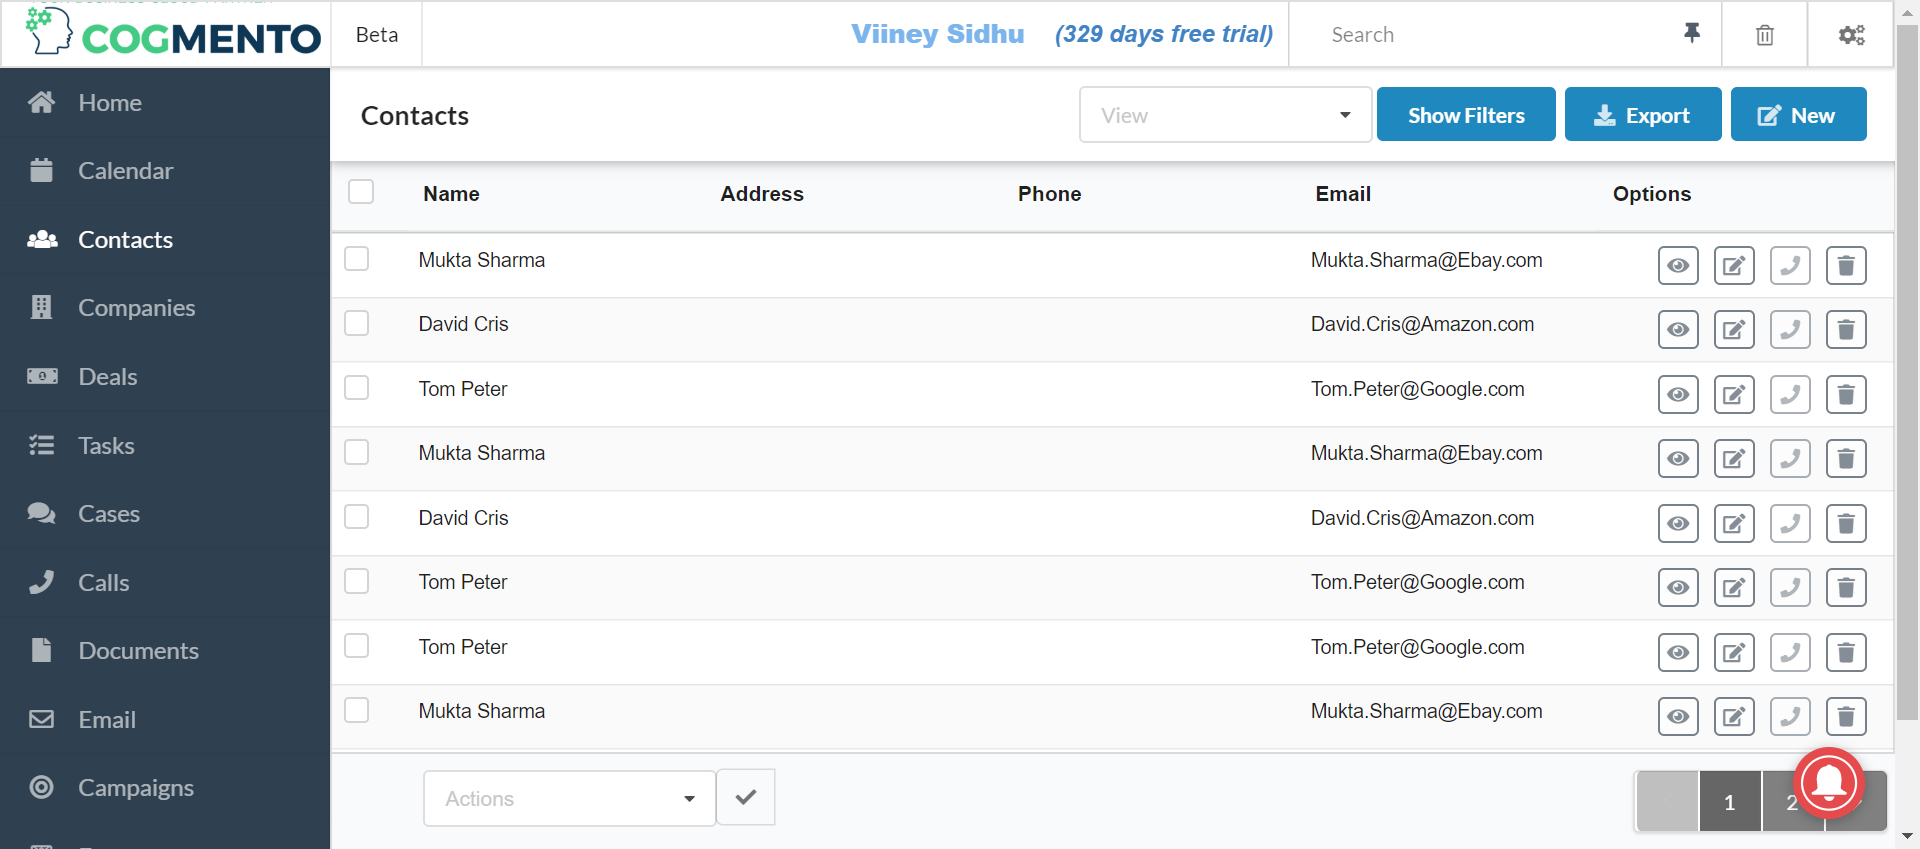 COGMENTO
Beta
Viiney Sidhu
(329 days free trial)
Search
Home
Calendar
Contacts
Companies
Deals
Tasks
Cases
Calls
Documents
Email
Campaigns
Contacts
View
Show Filters
Export
New
Name Address Phone Email Options
Mukta Sharma Mukta.Sharma@Ebay.com
David Cris David.Cris@Amazon.com
Tom Peter Tom.Peter@Google.com
Mukta Sharma Mukta.Sharma@Ebay.com
David Cris David.Cris@Amazon.com
Tom Peter Tom.Peter@Google.com
Tom Peter Tom.Peter@Google.com
Mukta Sharma Mukta.Sharma@Ebay.com
Actions
1 2